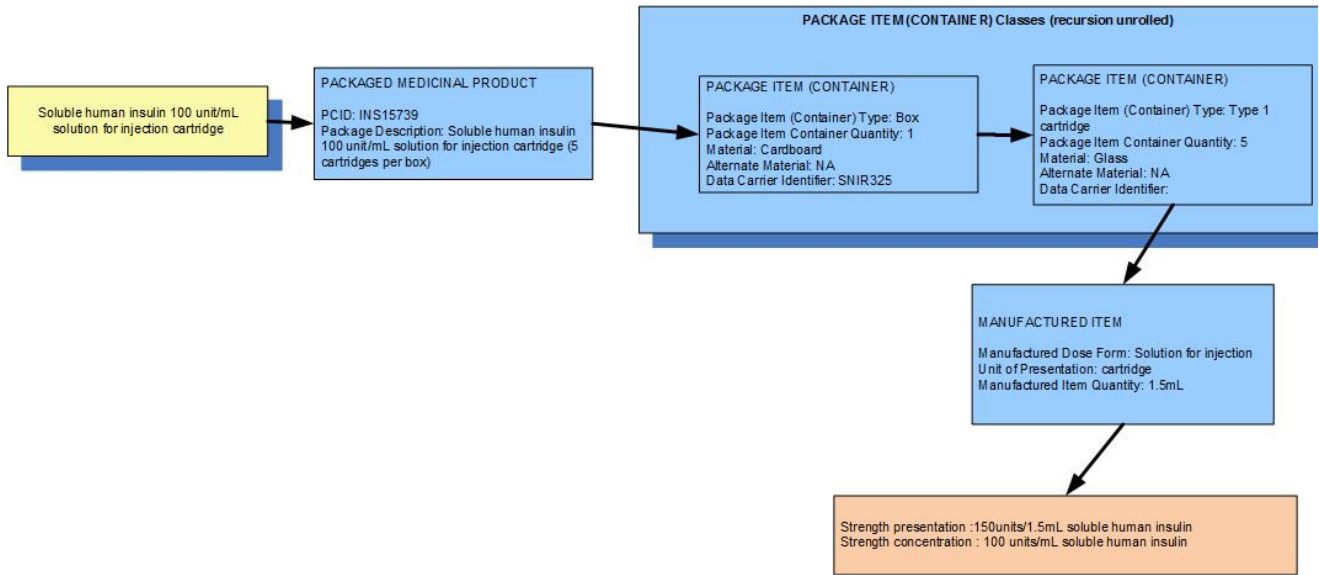 PACKAGE ITEM (CONTAINER) Classes (recursion unrolled)
Soluble human insulin 100 unit/mL
solution for injection cartridge
PACKAGED MEDICINAL PRODUCT
PCID: INS15739
Package Description: Soluble human insulin
100 unit/mL solution for injection cartridge (5
cartridges per box)
PACKAGE ITEM (CONTAINER)
Package Item (Container) Type: Box
Package Item Container Quantity: 1
Material: Cardboard
Alternate Material: NA
Data Carrier Identifier: SNIR325
PACKAGE ITEM (CONTAINER)
Package Item (Container) Type: Type 1
cartridge
Package Item Container Quantity: 5
Material: Glass
Alternate Material: NA
Data Carrier Identifier:
MANUFACTURED ITEM
Manufactured Dose Form: Solution for injection
Unit of Presentation: cartridge
Manufactured Item Quantity: 1.5mL
Strength presentation :150units/1.5mL soluble human insulin
Strength concentration : 100 units/mL soluble human insulin